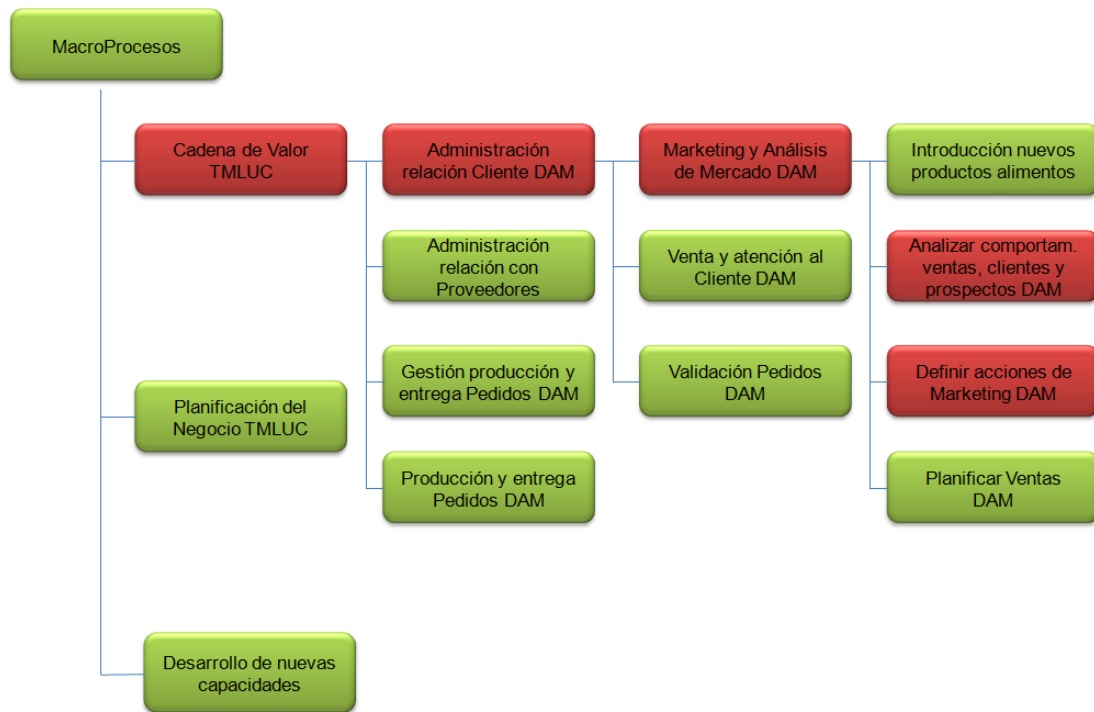 MacroProcesos
Cadena de Valor
TMLUC
Administración
relación Cliente DAM
Marketing y Análisis
de Mercado DAM
Introducción nuevos
productos alimentos
Administración
relación con
Proveedores
Venta y atención al
Cliente DAM
Analizar comportam.
ventas, clientes y
prospectos DAM
Gestión producción y
entrega Pedidos DAM
Validación Pedidos
DAM
Definir acciones de
Marketing DAM
Planificación del
Negocio TMLUC
Producción y entrega
Pedidos DAM
Planificar Ventas
DAM
Desarrollo de nuevas
capacidades